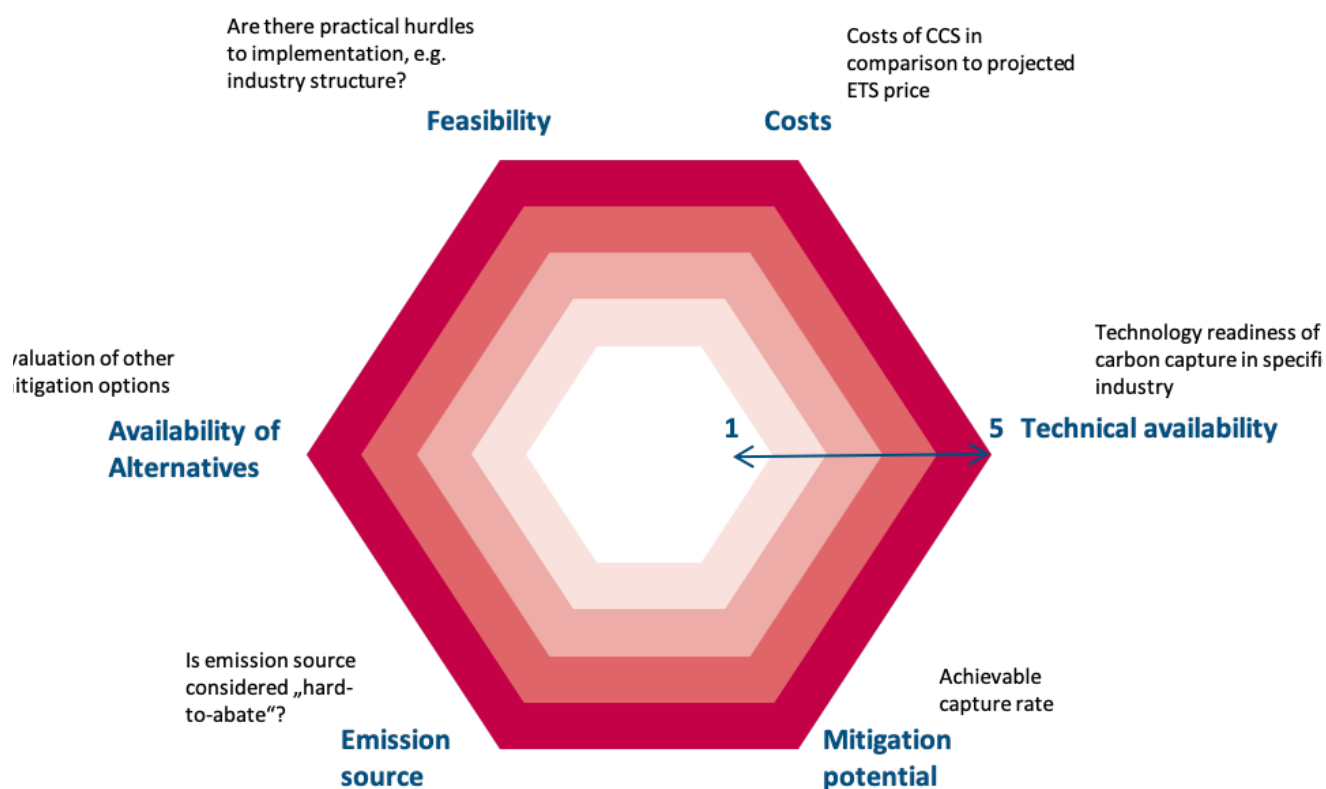 Are there practical hurdles
to implementation, e.g.
industry structure?
Feasibility
Costs of CCS in
comparison to projected
ETS price
Costs
valuation of other
itigation options
Availability of
Alternatives
1
5
Technology readiness of
carbon capture in specifi
industry
Technical availability
Is emission source
considered „hard-
to-abate“?
Emission
source
Achievable
capture rate
Mitigation
potential